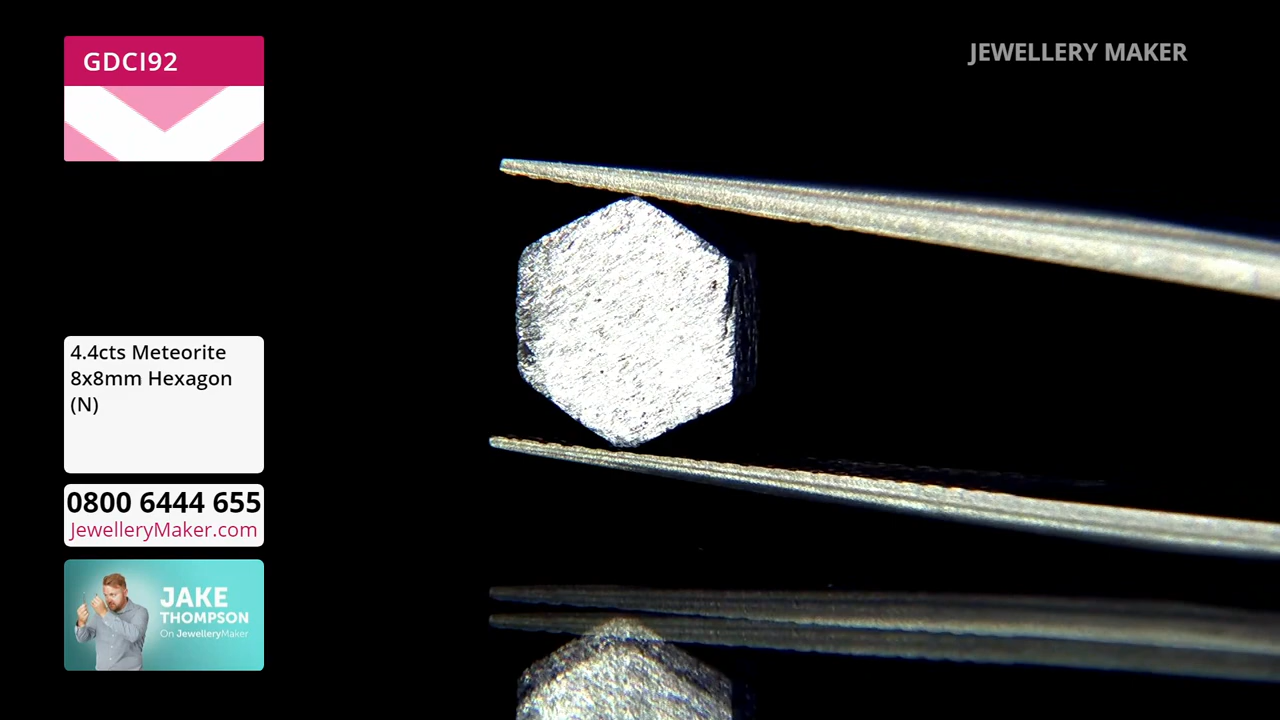 GDCI92
JEWELLERY MAKER
4.4cts Meteorite
8x8mm Hexagon
(N)
0800 6444 655
JewelleryMaker.com
JAKE
THOMPSON
On JewelleryMaker